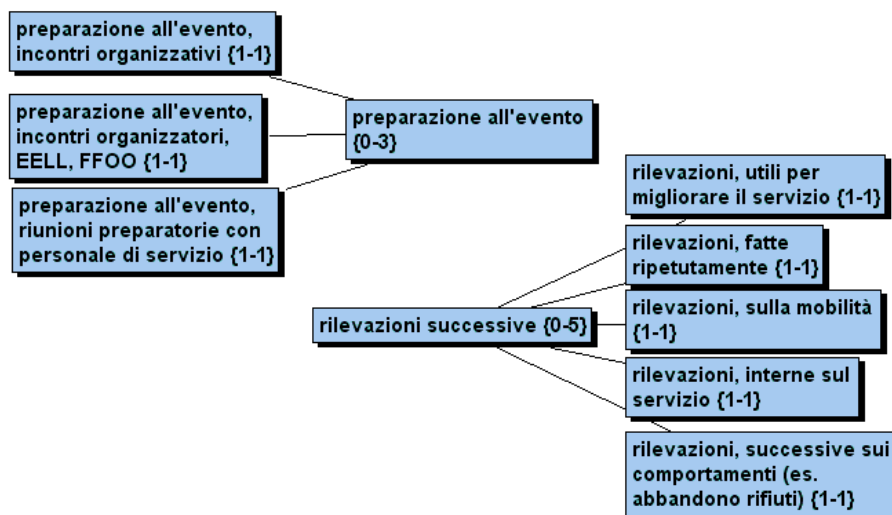 preparazione all'evento,
incontri organizzativi {1-1}
preparazione all'evento,
incontri organizzatori,
EELL, FFOO {1-1}
preparazione all'evento
{0-3}
preparazione all'evento,
riunioni preparatorie con
personale di servizio {1-1}
rilevazioni, utili per
migliorare il servizio {1-1}
rilevazioni, fatte
ripetutamente {1-1}
rilevazioni successive {0-5}
rilevazioni, sulla mobilità
{1-1}
rilevazioni, interne sul
servizio {1-1}
rilevazioni, successive sui
comportamenti (es.
abbandono rifiuti) {1-1}